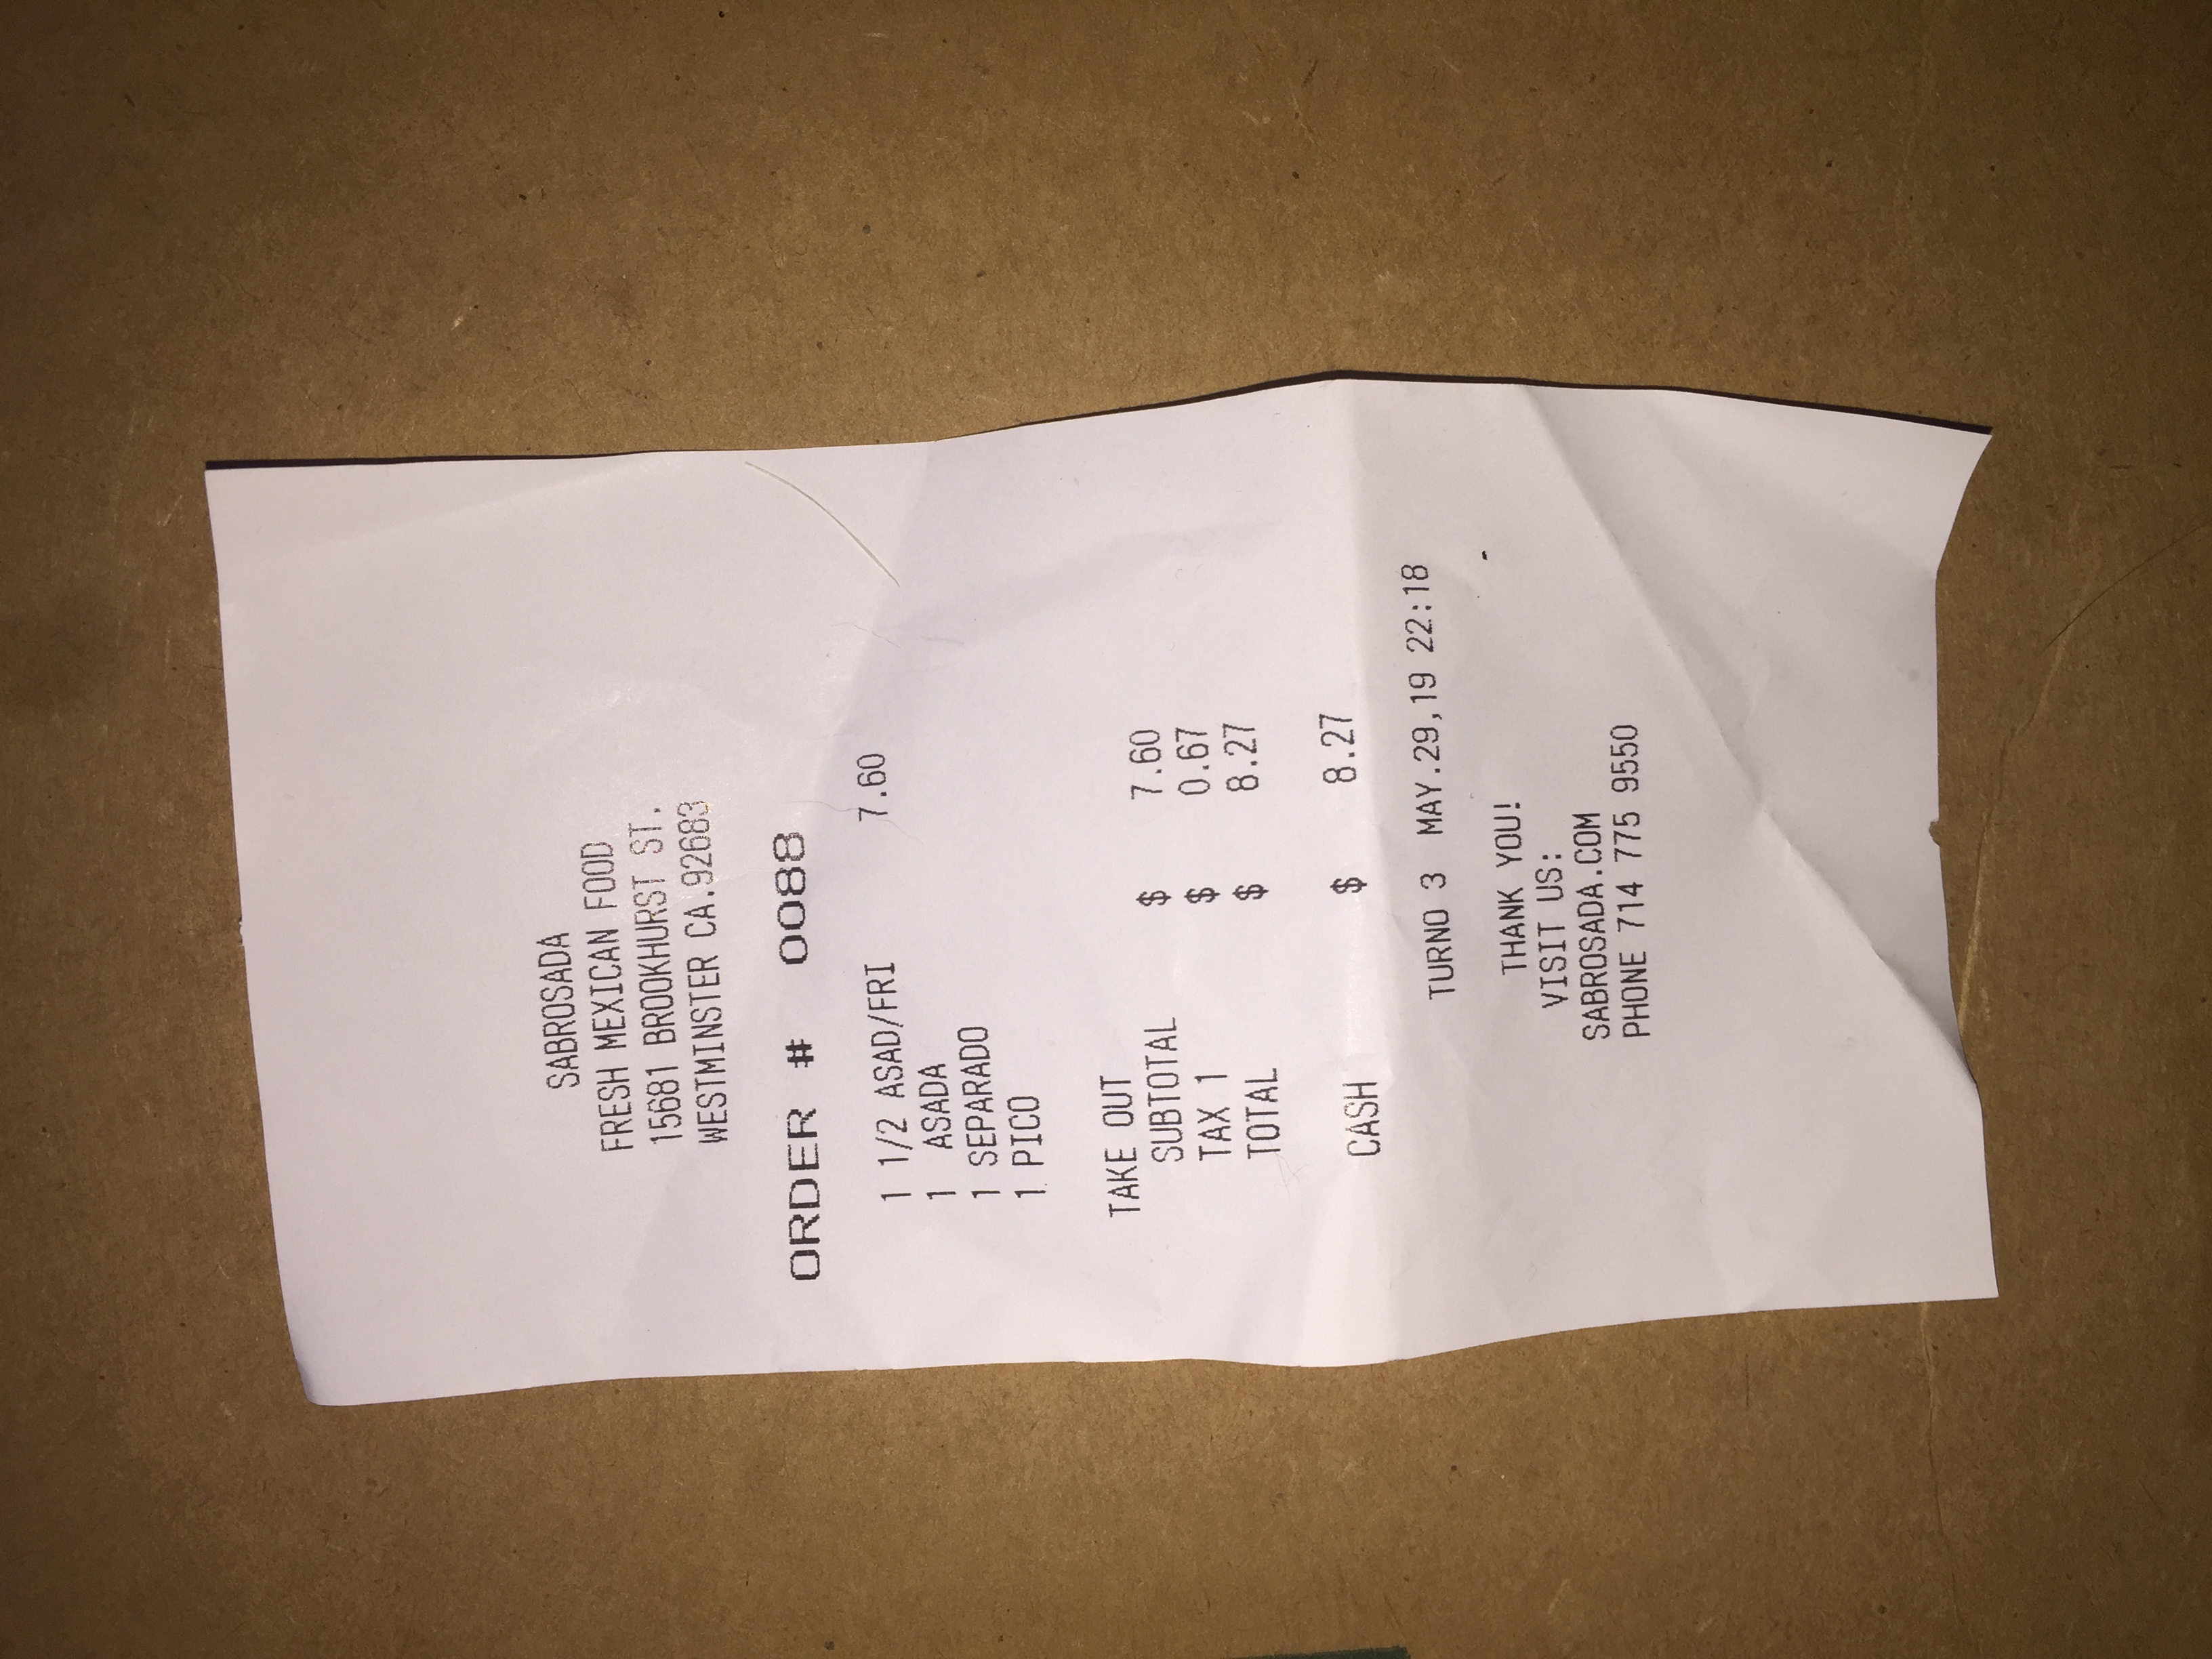 SABROSADA
FRESH MEXICAN FOOD
15681 BROOKHURST ST.
WESTMINSTER CA.92683
ORDER # 0088
1 1/2 ASAD/FRI 7.60
1 ASADA
1 SEPARADO
1 PICO
TAKE OUT
SUBTOTAL $ 7.60
TAX 1 $ 0.67
TOTAL $ 8.27
CASH $ 8.27
TURNO 3 MAY.29,19 22:18
THANK YOU!
VISIT US:
SABROSADA.COM
PHONE 714 775 9550